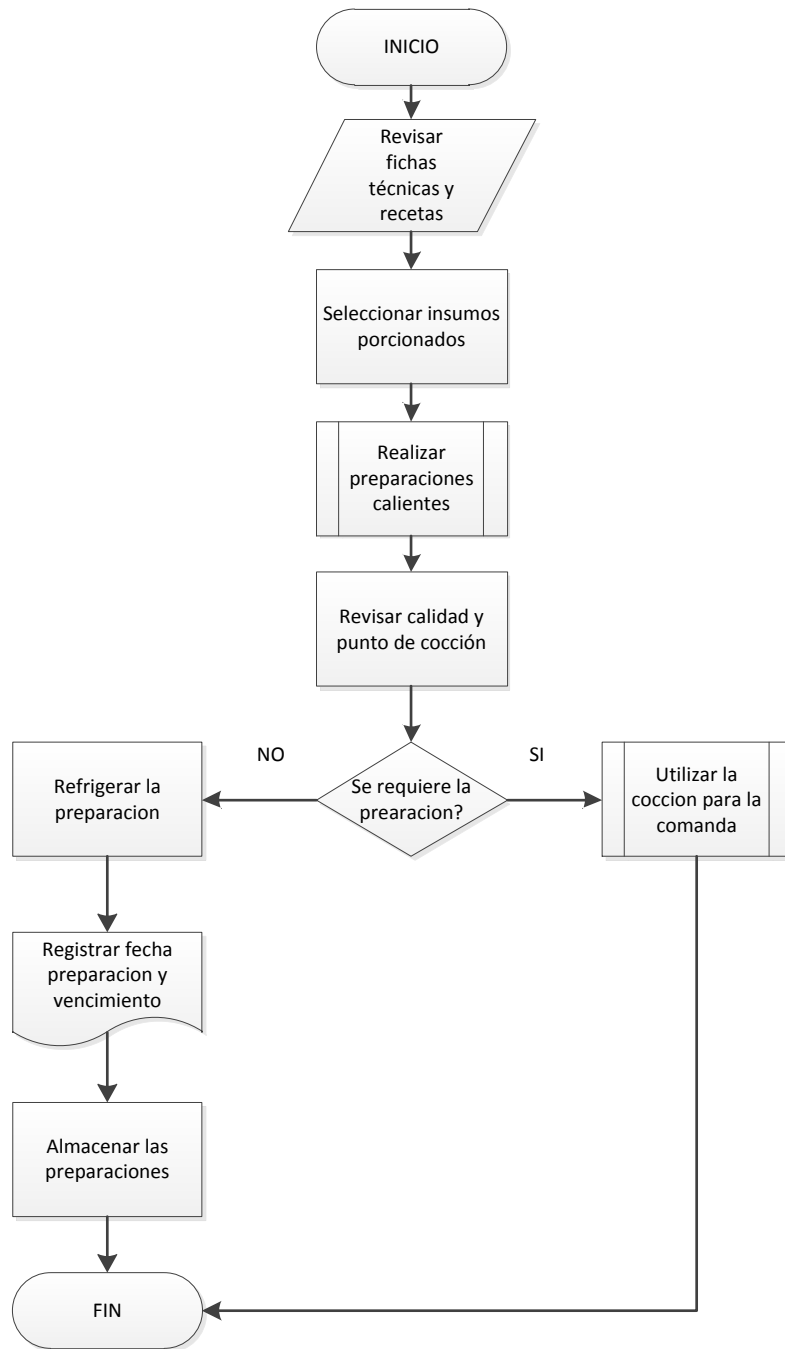 INICIO
Revisar
fichas
técnicas y
recetas
Seleccionar insumos
porcionados
Realizar
preparaciones
calientes
Revisar calidad y
punto de cocción
NO
SI
Refrigerar la
preparacion
Se requiere la
prearacion?
Utilizar la
coccion para la
comanda
Registrar fecha
preparacion y
vencimiento
Almacenar las
preparaciones
FIN